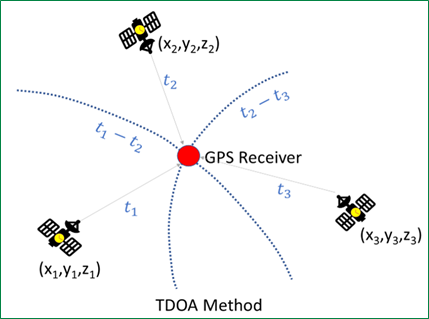 (x₂,y₂,z₂)
t₂
t₁ − t₂
t₂ − t₃
GPS Receiver
t₁
t₃
(x₁,y₁,z₁)
(x₃,y₃,z₃)
TDOA Method